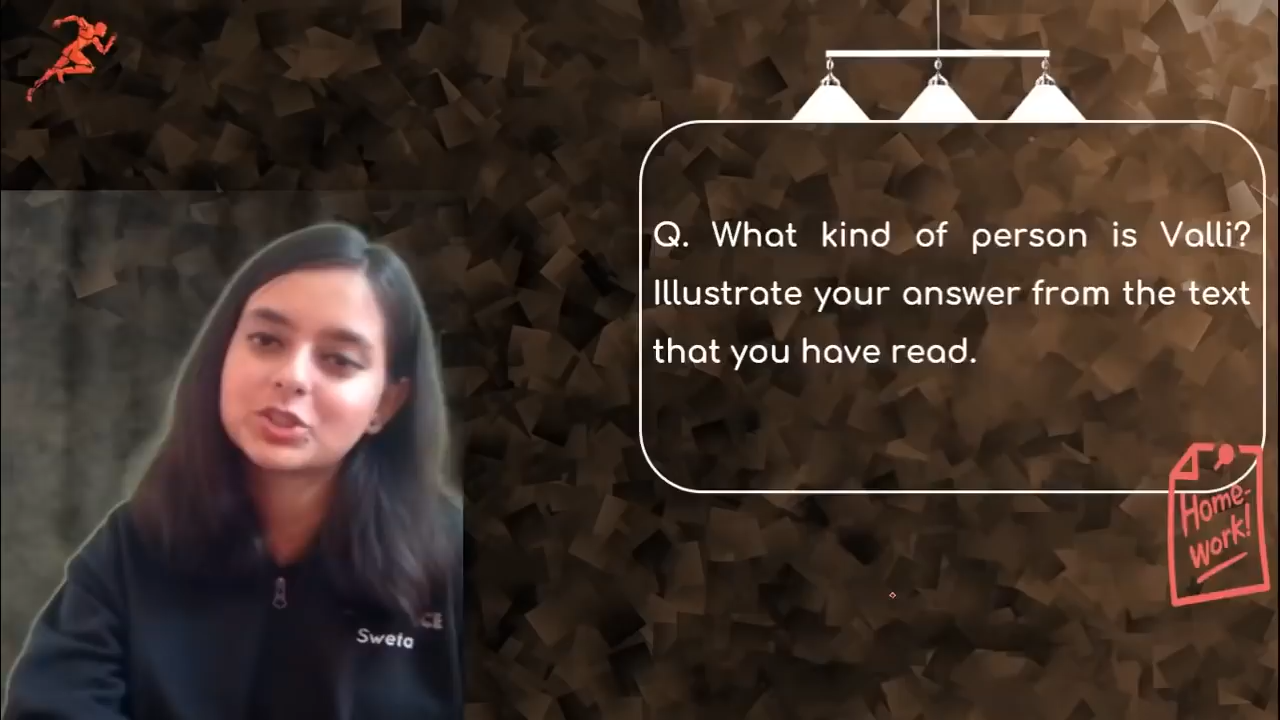 Q. What kind of person is Valli?
Illustrate your answer from the text
that you have read.
Home-
work!
CE
Sweta